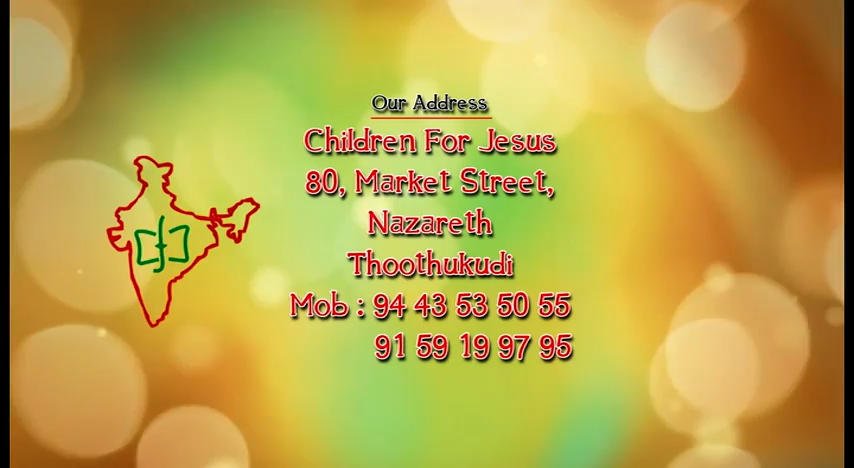 Our Address
Children For Jesus
80, Market Street,
Nazareth
Thoothukudi
Mob : 94 43 53 50 55
91 59 19 97 95